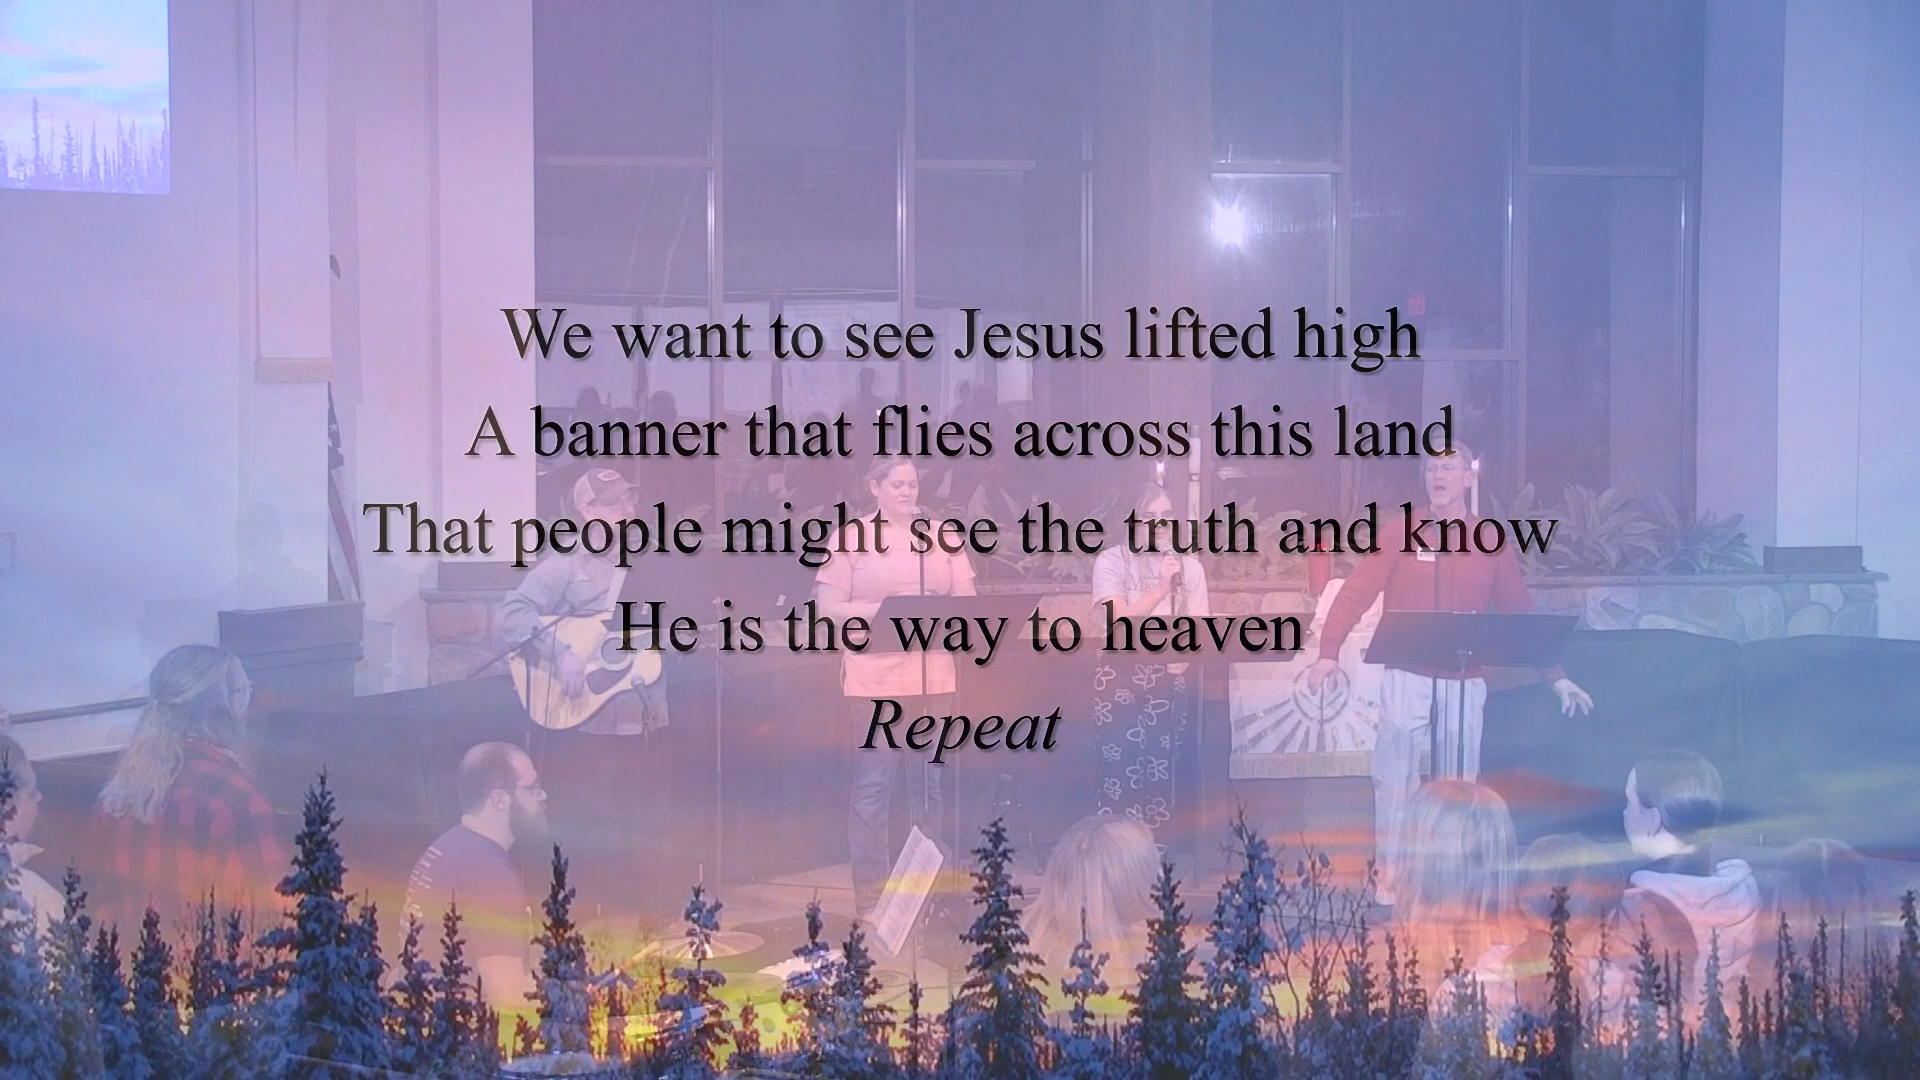 We want to see Jesus lifted high
A banner that flies across this land
That people might see the truth and know
He is the way to heaven
Repeat